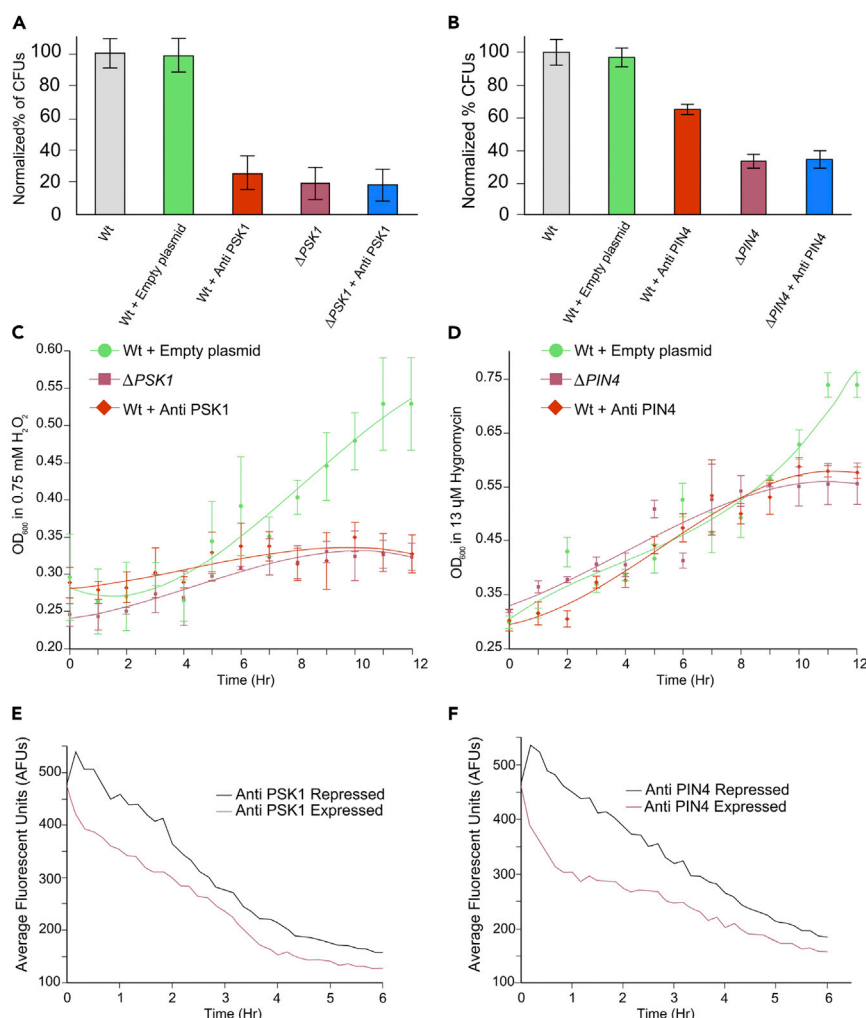 A
Normalized% of CFUs
100
80
60
40
20
0
Wt
Wt + Empty plasmid
Wt + Anti PSK1
ΔPSK1
ΔPSK1 + Anti PSK1
B
Normalized % CFUs
100
80
60
40
20
0
Wt
Wt + Empty plasmid
Wt + Anti PIN4
ΔPIN4
ΔPIN4 + Anti PIN4
C
Wt + Empty plasmid
ΔPSK1
Wt + Anti PSK1
OD600 in 0.75 mM H2O2
0.60
0.55
0.50
0.45
0.40
0.35
0.30
0.25
0.20
0 2 4 6 8 10 12
Time (Hr)
D
Wt + Empty plasmid
ΔPIN4
Wt + Anti PIN4
OD600 in 13 uM Hygromycin
0.75
0.65
0.55
0.45
0.35
0.25
0 2 4 6 8 10 12
Time (Hr)
E
Anti PSK1 Repressed
Anti PSK1 Expressed
Average Fluorescent Units (AFUs)
500
400
300
200
100
0 1 2 3 4 5 6
Time (Hr)
F
Anti PIN4 Repressed
Anti PIN4 Expressed
Average Fluorescent Units (AFUs)
500
400
300
200
100
0 1 2 3 4 5 6
Time (Hr)